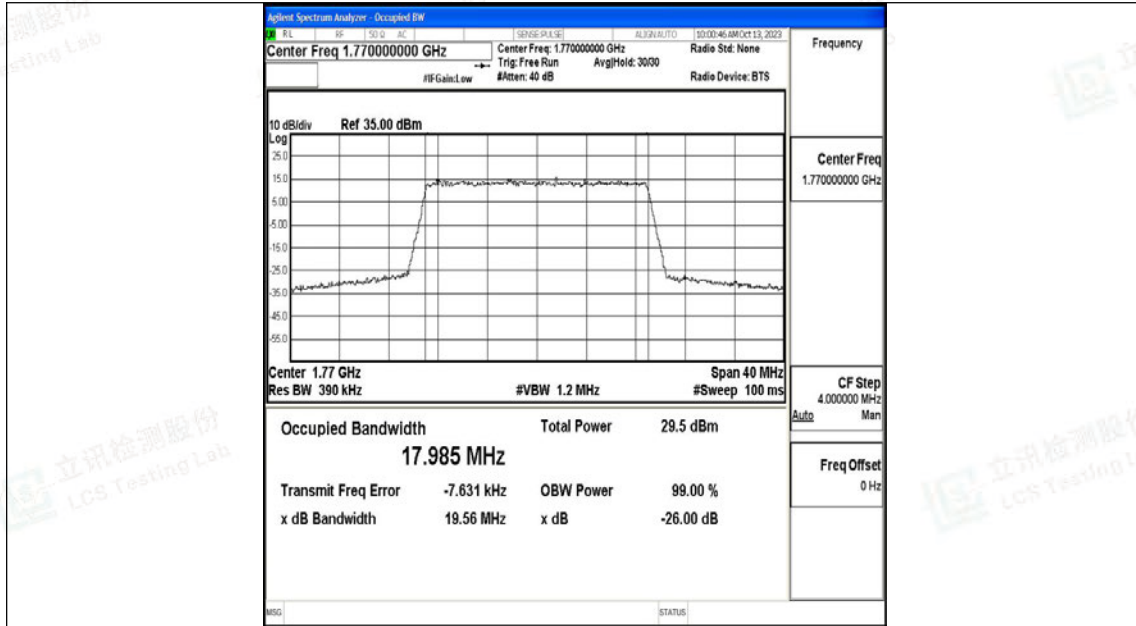 Agilent Spectrum Analyzer - Occupied BW
RL RF 50 Ω AC SENSE:PULSE ALIGN AUTO 10:00:46 AM Oct 13, 2023
Center Freq 1.770000000 GHz
Center Freq: 1.770000000 GHz
Radio Std: None
Trig: Free Run Avg|Hold: 30/30
#IFGain:Low #Atten: 40 dB Radio Device: BTS
Frequency
10 dB/div Ref 35.00 dBm
Log
25.0
15.0
5.00
-5.00
-15.0
-25.0
-35.0
-45.0
-55.0
Center 1.77 GHz Span 40 MHz
Res BW 390 kHz #VBW 1.2 MHz #Sweep 100 ms
Occupied Bandwidth Total Power 29.5 dBm
17.985 MHz
Transmit Freq Error -7.631 kHz OBW Power 99.00 %
x dB Bandwidth 19.56 MHz x dB -26.00 dB
Center Freq
1.770000000 GHz
CF Step
4.000000 MHz
Auto Man
Freq Offset
0 Hz
MSG STATUS
立讯检测股份
LCS Testing Lab